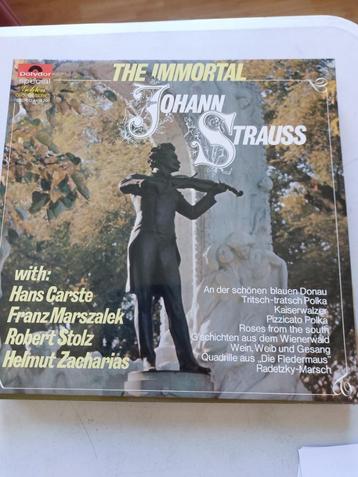 Polydor
special
THE IMMORTAL
JOHANN
STRAUSS
with:
Hans Carste
Franz Marszalek
Robert Stolz
Helmut Zacharias
An der schönen blauen Donau
Tritsch-tratsch Polka
Kaiserwalzer
Pizzicato Polka
Roses from the south
G'schichten aus dem Wienerwald
Wein, Weib und Gesang
Quadrille aus „Die Fledermaus"
Radetzky-Marsch